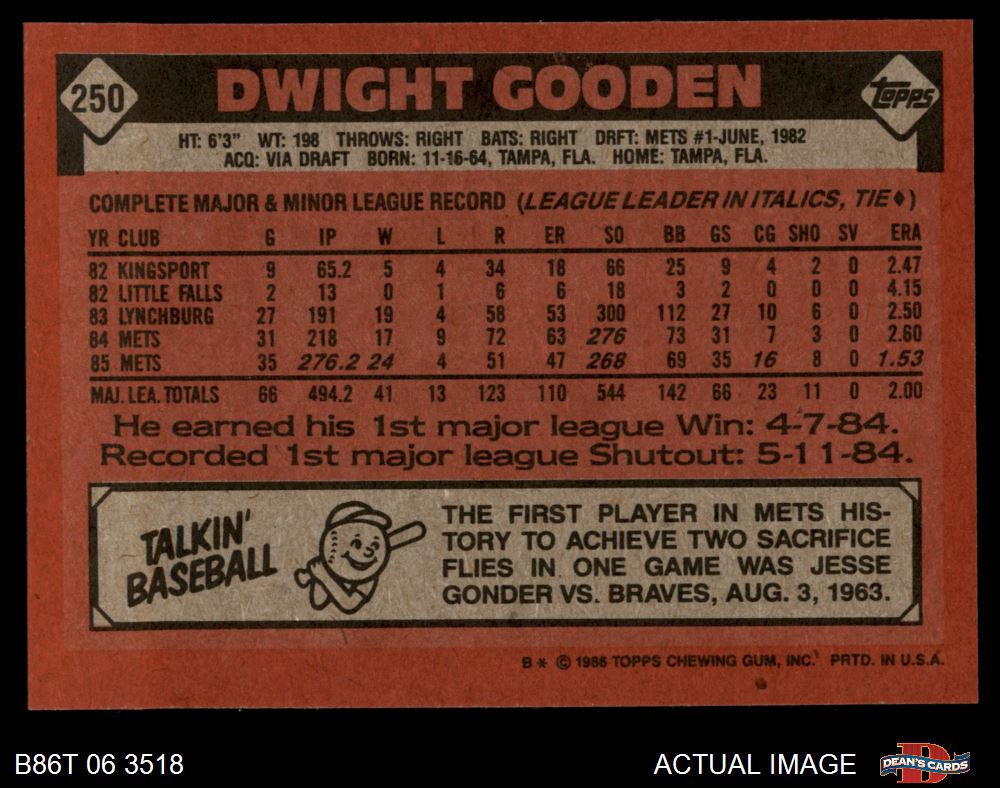 250
DWIGHT GOODEN
topps
HT: 6'3" WT: 198 THROWS: RIGHT BATS: RIGHT DRFT: METS #1-JUNE, 1982
ACQ: VIA DRAFT BORN: 11-16-64, TAMPA, FLA. HOME: TAMPA, FLA.
COMPLETE MAJOR & MINOR LEAGUE RECORD (LEAGUE LEADER IN ITALICS, TIE♦)
YR CLUB G IP W L R ER SO BB GS CG SHO SV ERA
82 KINGSPORT 9 65.2 5 4 34 18 66 25 9 4 2 0 2.47
82 LITTLE FALLS 2 13 0 1 6 6 18 3 2 0 0 0 4.15
83 LYNCHBURG 27 191 19 4 58 53 300 112 27 10 6 0 2.50
84 METS 31 218 17 9 72 63 276 73 31 7 3 0 2.60
85 METS 35 276.2 24 4 51 47 268 69 35 16 8 0 1.53
MAJ. LEA. TOTALS 66 494.2 41 13 123 110 544 142 66 23 11 0 2.00
He earned his 1st major league Win: 4-7-84.
Recorded 1st major league Shutout: 5-11-84.
TALKIN'
BASEBALL
THE FIRST PLAYER IN METS HIS-
TORY TO ACHIEVE TWO SACRIFICE
FLIES IN ONE GAME WAS JESSE
GONDER VS. BRAVES, AUG. 3, 1963.
B* © 1986 TOPPS CHEWING GUM, INC. PRTD. IN U.S.A.
B86T 06 3518
ACTUAL IMAGE
DEAN'S CARDS